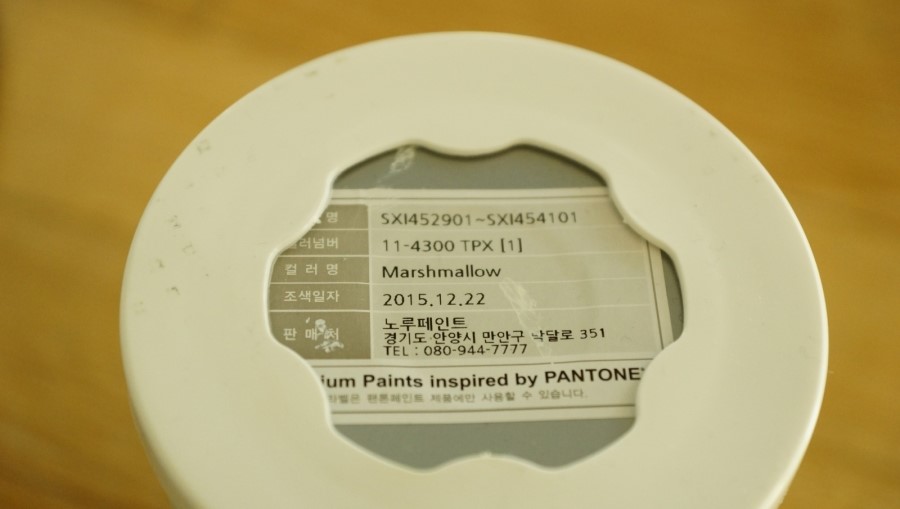 명 SXI452901~SXI454101
러넘버 11-4300 TPX [1]
컬러명 Marshmallow
조색일자 2015.12.22
판매처 노루페인트
경기도 안양시 만안구 낙달로 351
TEL : 080-944-7777
ium Paints inspired by PANTONE
라벨은 팬톤페인트 제품에만 사용할 수 있습니다.